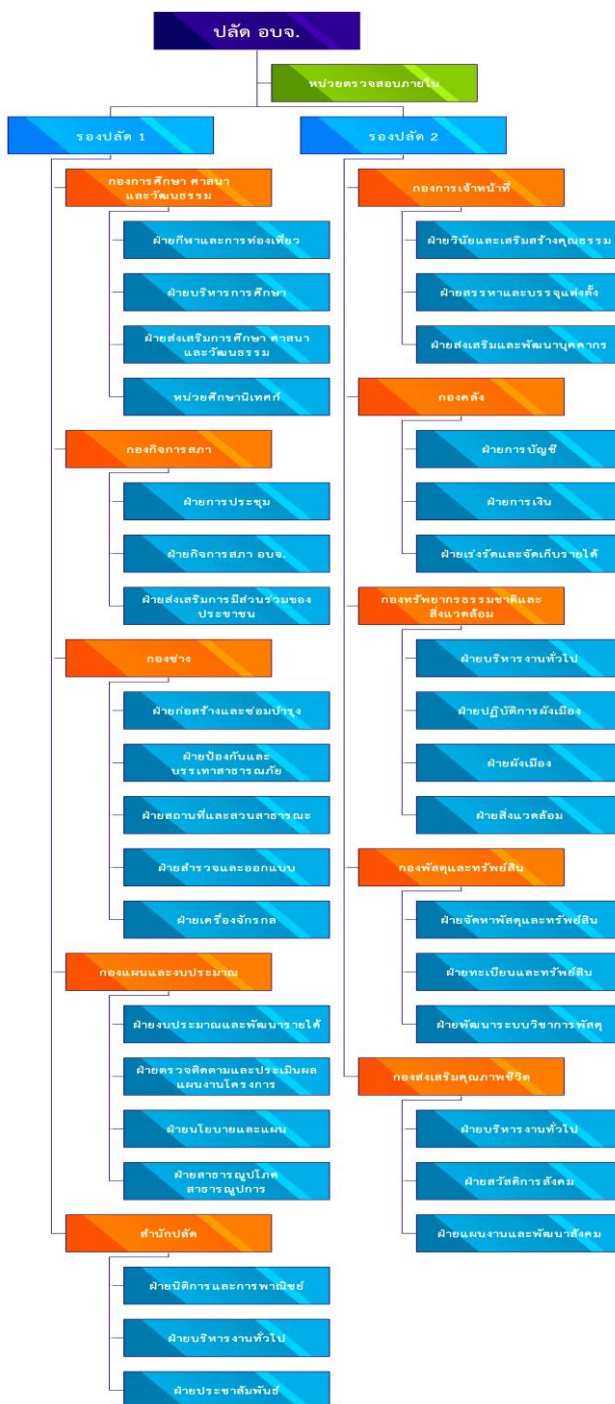 ปลัด อบจ.
หน่วยตรวจสอบภายใน
รองปลัด 1
กองการศึกษา ศาสนา
และวัฒนธรรม
ฝ่ายกีฬาและการท่องเที่ยว
ฝ่ายบริหารการศึกษา
ฝ่ายส่งเสริมการศึกษา ศาสนา
และวัฒนธรรม
หน่วยศึกษานิเทศก์
กองกิจการสภา
ฝ่ายการประชุม
ฝ่ายกิจการสภา อบจ.
ฝ่ายส่งเสริมการมีส่วนร่วมของ
ประชาชน
กองช่าง
ฝ่ายก่อสร้างและซ่อมบำรุง
ฝ่ายป้องกันและ
บรรเทาสาธารณภัย
ฝ่ายสถานที่และสวนสาธารณะ
ฝ่ายสำรวจและออกแบบ
ฝ่ายเครื่องจักรกล
กองแผนและงบประมาณ
ฝ่ายงบประมาณและพัฒนารายได้
ฝ่ายตรวจติดตามและประเมินผล
แผนงานโครงการ
ฝ่ายนโยบายและแผน
ฝ่ายสาธารณูปโภค
สาธารณูปการ
สำนักปลัด
ฝ่ายนิติการและการพาณิชย์
ฝ่ายบริหารงานทั่วไป
ฝ่ายประชาสัมพันธ์
รองปลัด 2
กองการเจ้าหน้าที่
ฝ่ายวินัยและเสริมสร้างคุณธรรม
ฝ่ายสรรหาและบรรจุแต่งตั้ง
ฝ่ายส่งเสริมและพัฒนาบุคคากร
กองคลัง
ฝ่ายการบัญชี
ฝ่ายการเงิน
ฝ่ายเร่งรัดและจัดเก็บรายได้
กองทรัพยากรธรรมชาติและ
สิ่งแวดล้อม
ฝ่ายบริหารงานทั่วไป
ฝ่ายปฏิบัติการผังเมือง
ฝ่ายผังเมือง
ฝ่ายสิ่งแวดล้อม
กองพัสดุและทรัพย์สิน
ฝ่ายจัดหาพัสดุและทรัพย์สิน
ฝ่ายทะเบียนและทรัพย์สิน
ฝ่ายพัฒนาระบบวิชาการพัสดุ
กองส่งเสริมคุณภาพชีวิต
ฝ่ายบริหารงานทั่วไป
ฝ่ายสวัสดิการสังคม
ฝ่ายแผนงานและพัฒนาสังคม